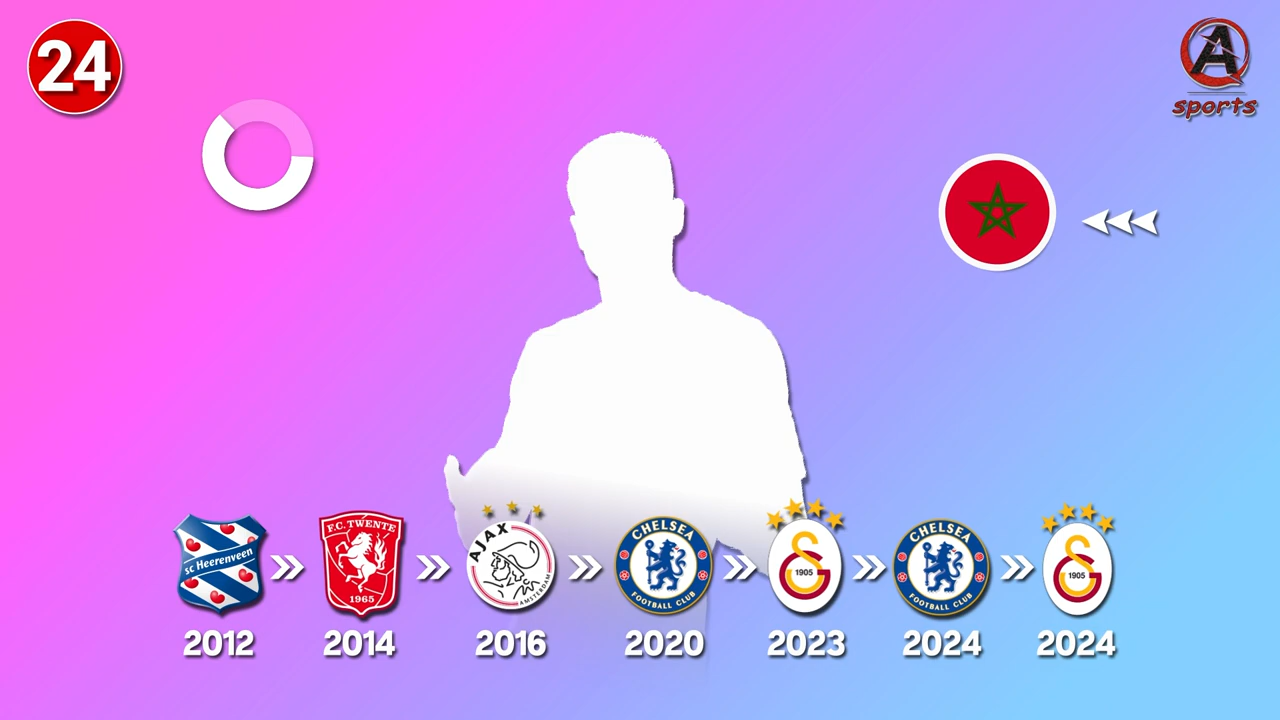 24
A
sports
sc Heerenveen
F.C. TWENTE
1965
AJAX
AMSTERDAM
CHELSEA
FOOTBALL CLUB
1905
CHELSEA
FOOTBALL CLUB
1905
2012
2014
2016
2020
2023
2024
2024